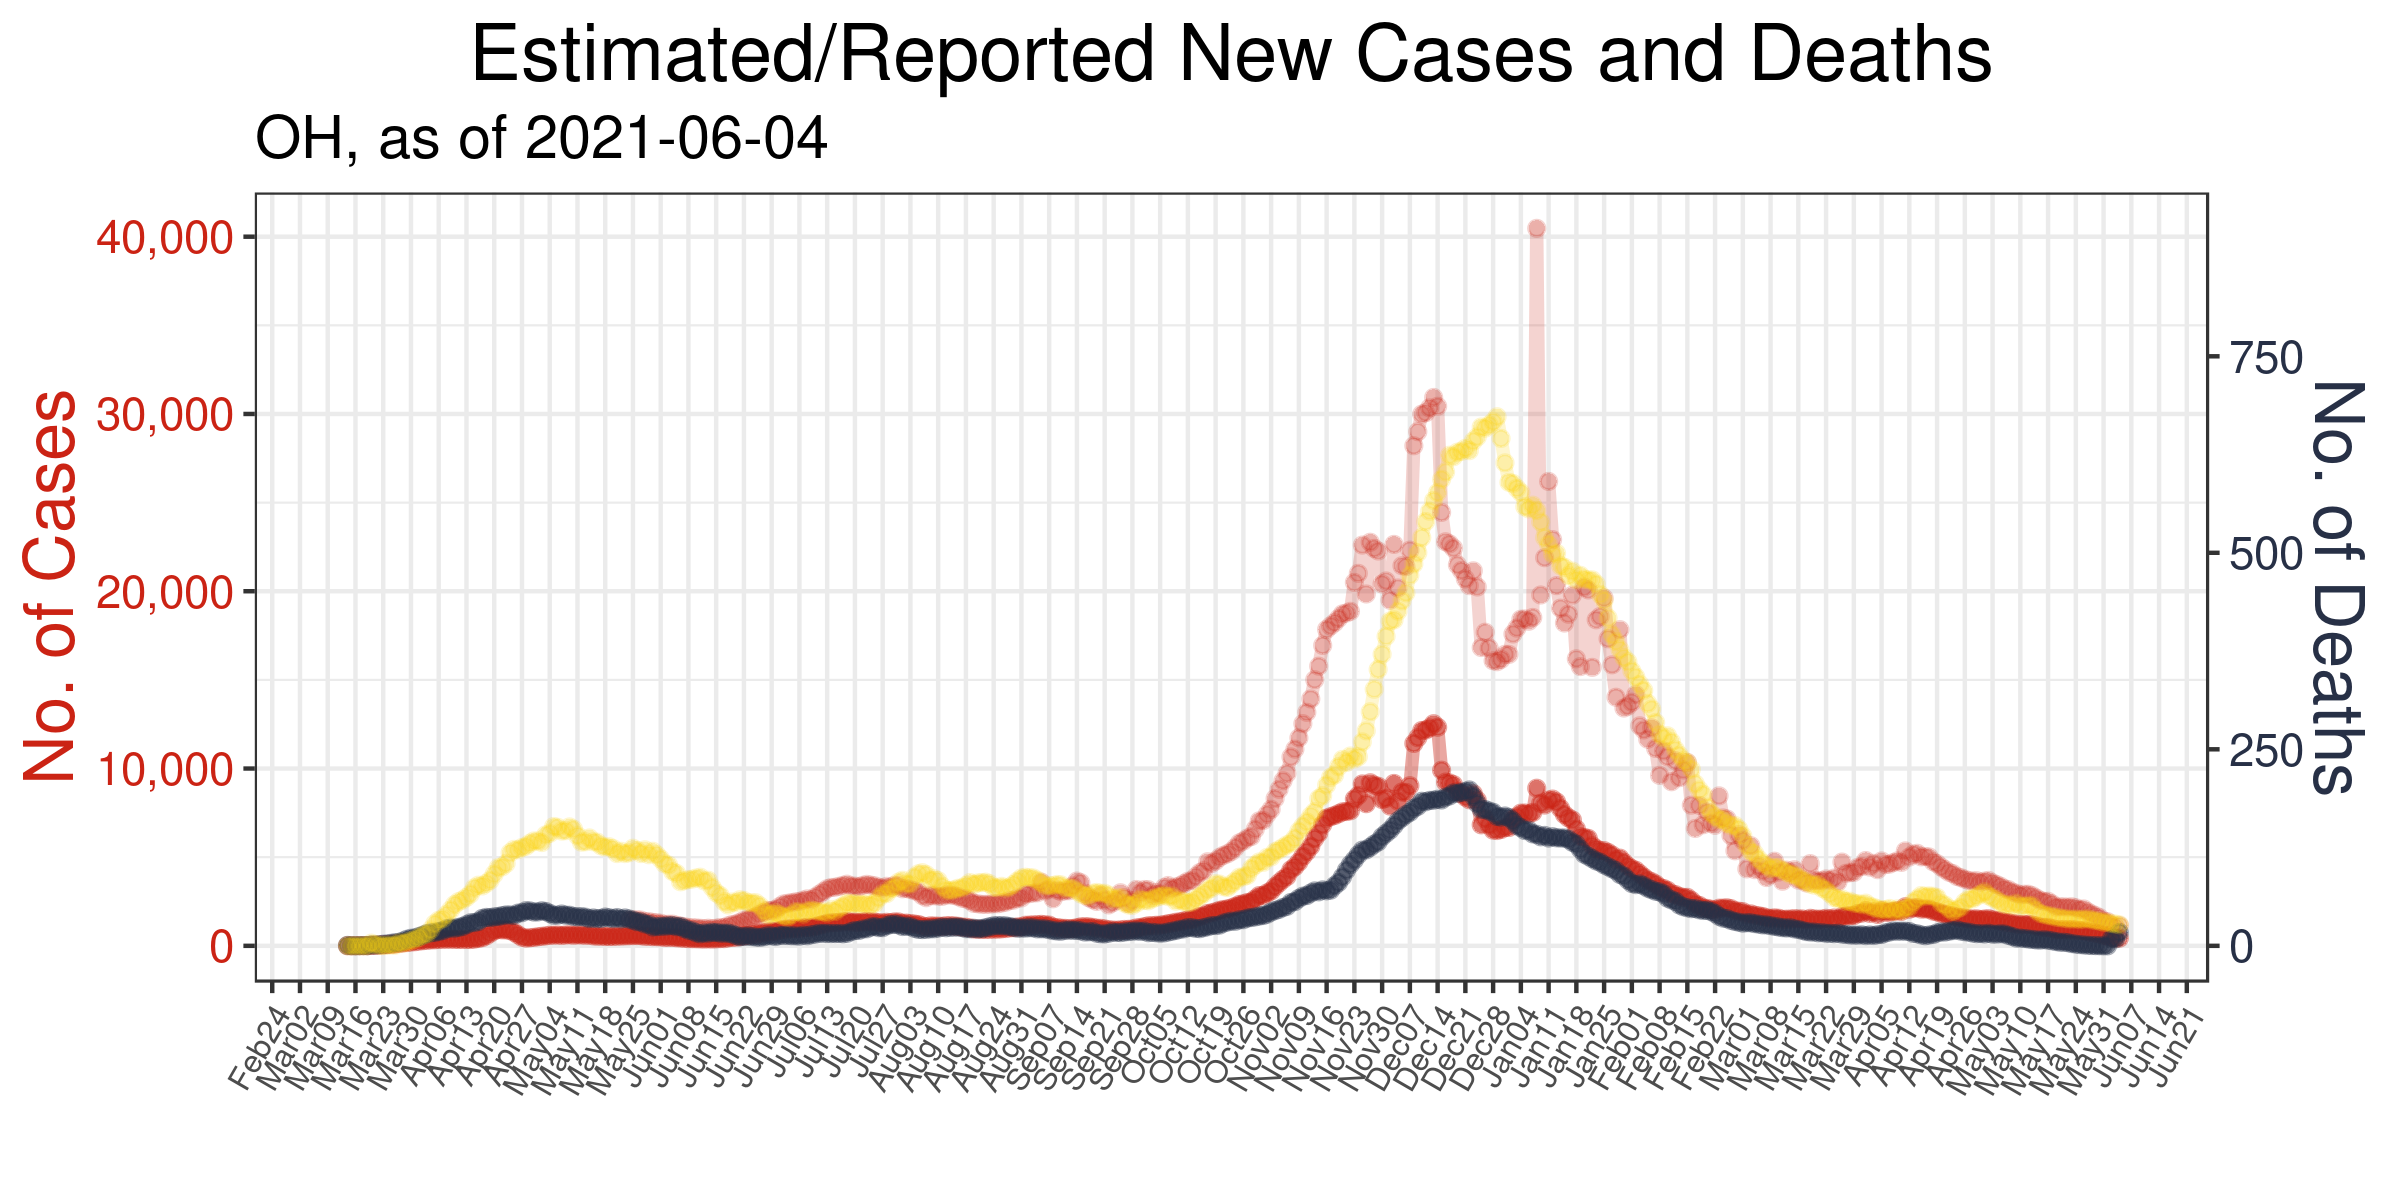 Estimated/Reported New Cases and Deaths
OH, as of 2021-06-04
No. of Cases
40,000
30,000
20,000
10,000
0
750
500
250
0
No. of Deaths
Feb24
Mar02
Mar09
Mar16
Mar23
Mar30
Apr06
Apr13
Apr20
Apr27
May04
May11
May18
May25
Jun01
Jun08
Jun15
Jun22
Jun29
Jul06
Jul13
Jul20
Jul27
Aug03
Aug10
Aug17
Aug24
Aug31
Sep07
Sep14
Sep21
Sep28
Oct05
Oct12
Oct19
Oct26
Nov02
Nov09
Nov16
Nov23
Nov30
Dec07
Dec14
Dec21
Dec28
Jan04
Jan11
Jan18
Jan25
Feb01
Feb08
Feb15
Feb22
Mar01
Mar08
Mar15
Mar22
Mar29
Apr05
Apr12
Apr19
Apr26
May03
May10
May17
May24
May31
Jun07
Jun14
Jun21